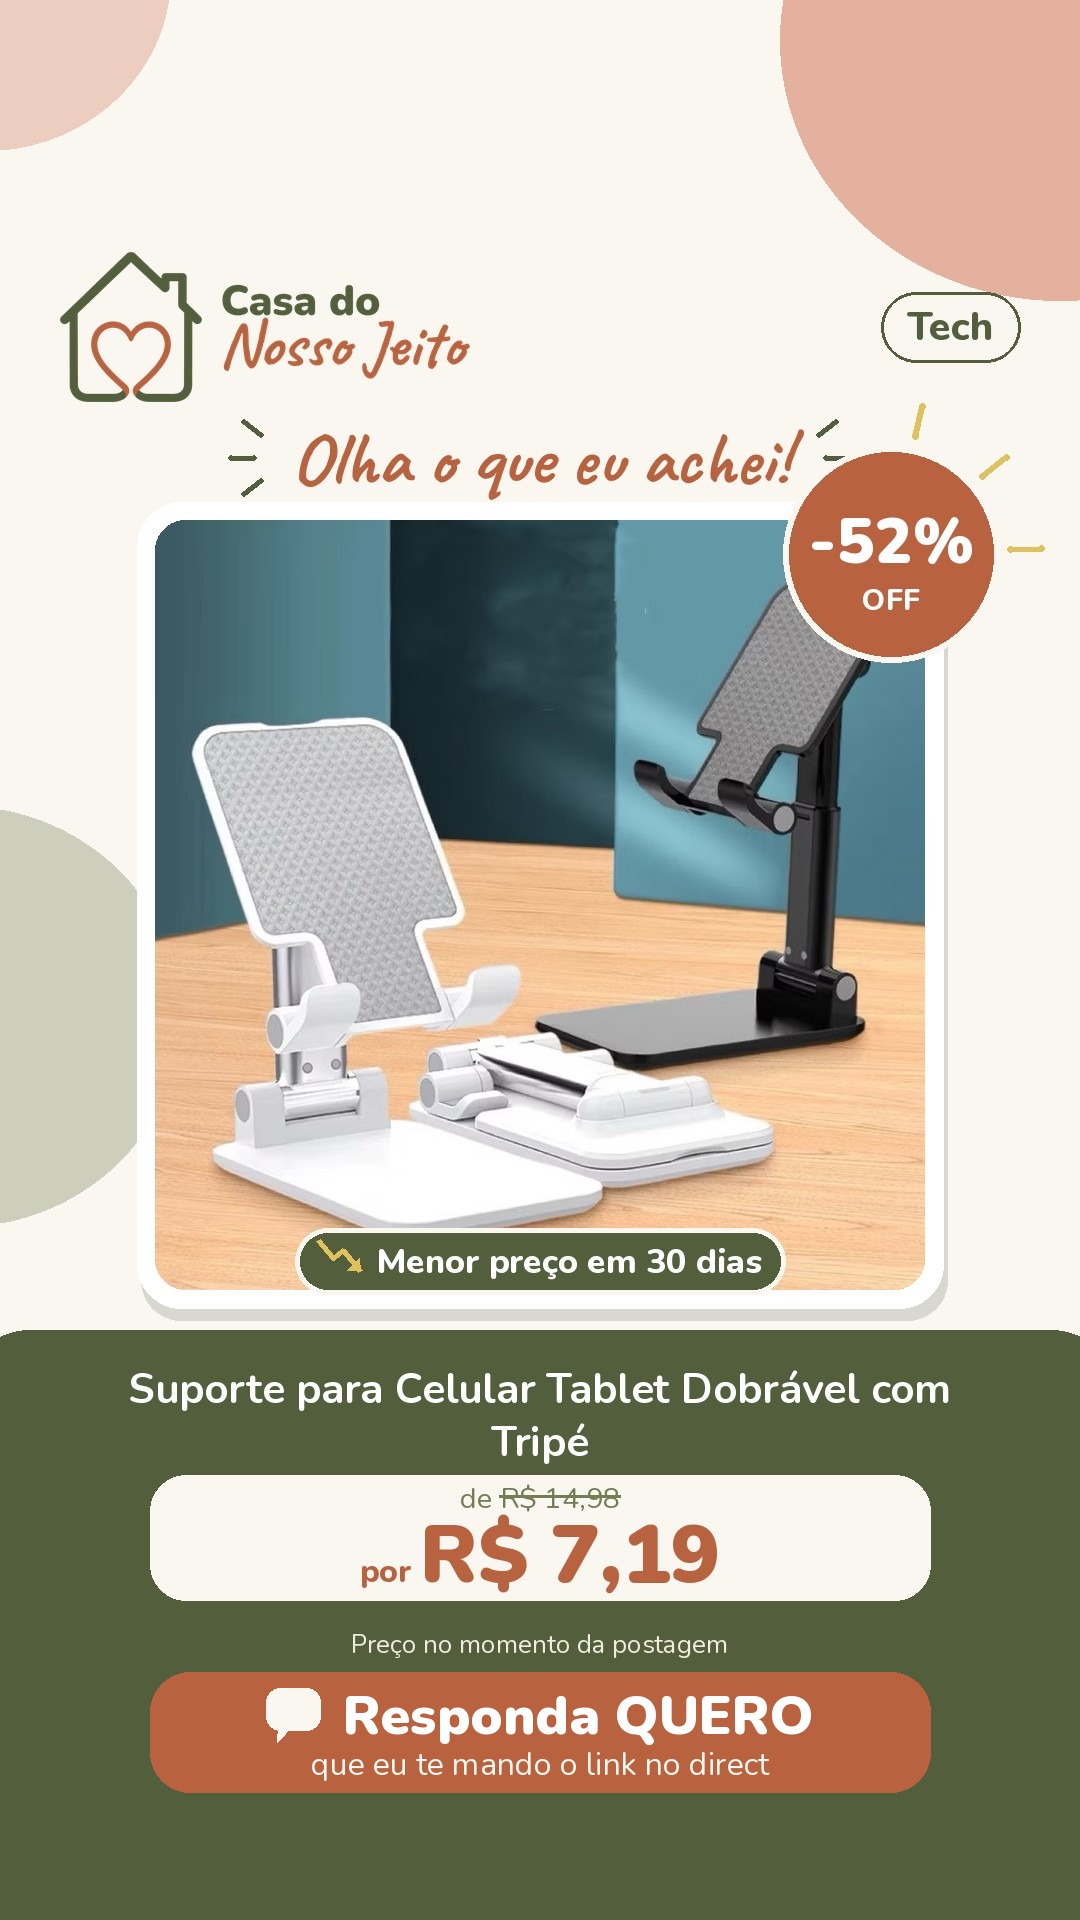 Casa do
Nosso Jeito
Tech
Olha o que eu achei!
-52%
OFF
Menor preço em 30 dias
Suporte para Celular Tablet Dobrável com
Tripé
de R$ 14,98
por R$ 7,19
Preço no momento da postagem
Responda QUERO
que eu te mando o link no direct